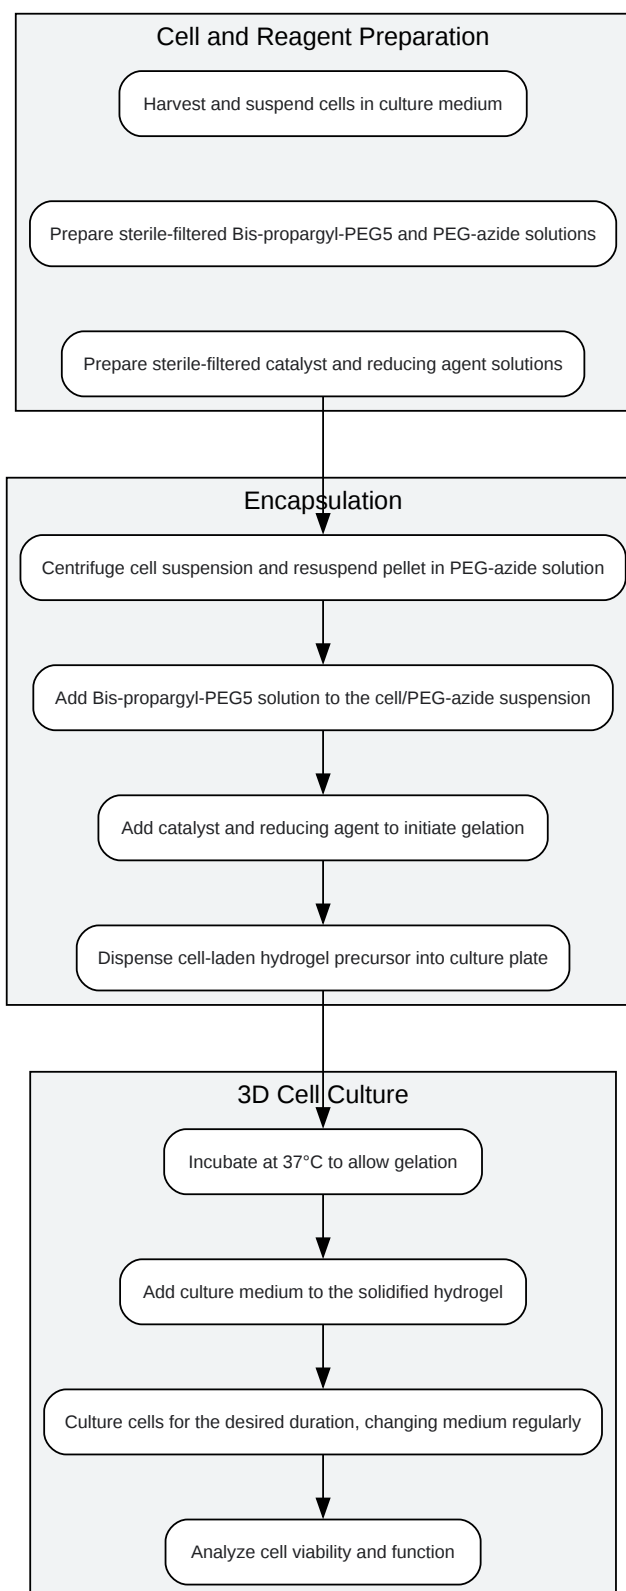 Cell and Reagent Preparation
Harvest and suspend cells in culture medium
Prepare sterile-filtered Bis-propargyl-PEG5 and PEG-azide solutions
Prepare sterile-filtered catalyst and reducing agent solutions
Encapsulation
Centrifuge cell suspension and resuspend pellet in PEG-azide solution
Add Bis-propargyl-PEG5 solution to the cell/PEG-azide suspension
Add catalyst and reducing agent to initiate gelation
Dispense cell-laden hydrogel precursor into culture plate
3D Cell Culture
Incubate at 37°C to allow gelation
Add culture medium to the solidified hydrogel
Culture cells for the desired duration, changing medium regularly
Analyze cell viability and function